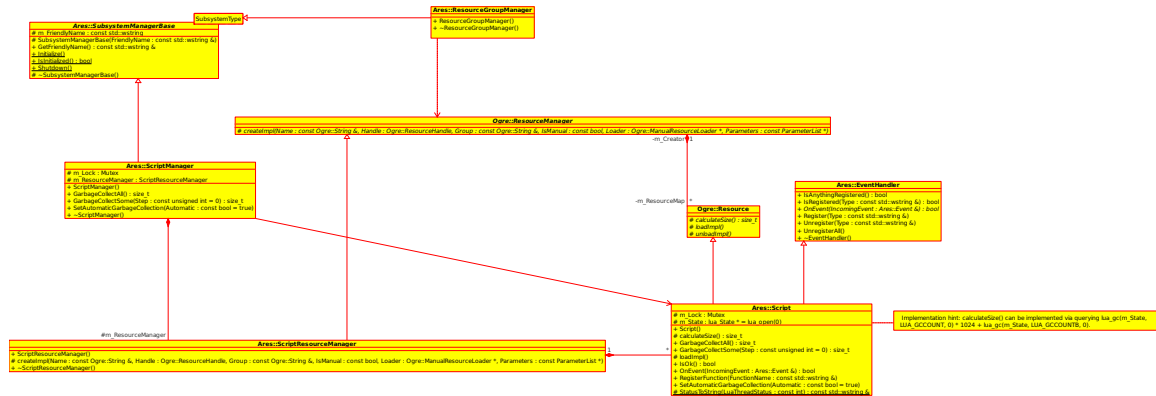 Ares::ResourceGroupManager
+ ResourceGroupManager()
+ ~ResourceGroupManager()
SubsystemType
Ares::SubsystemManagerBase
# m_FriendlyName : const std::wstring
# SubsystemManagerBase(FriendlyName : const std::wstring &)
+ GetFriendlyName() : const std::wstring &
+ Initialize()
+ IsInitialized() : bool
+ Shutdown()
# ~SubsystemManagerBase()
Ogre::ResourceManager
# createImpl(Name : const Ogre::String &, Handle : Ogre::ResourceHandle, Group : const Ogre::String &, IsManual : const bool, Loader : Ogre::ManualResourceLoader *, Parameters : const ParameterList *)
-m_Creator 1
Ares::ScriptManager
# m_Lock : Mutex
# m_ResourceManager : ScriptResourceManager
+ ScriptManager()
+ GarbageCollectAll() : size_t
+ GarbageCollectSome(Step : const unsigned int = 0) : size_t
+ SetAutomaticGarbageCollection(Automatic : const bool = true)
+ ~ScriptManager()
-m_ResourceMap *
Ogre::Resource
# calculateSize() : size_t
# loadImpl()
# unloadImpl()
Ares::EventHandler
+ IsAnythingRegistered() : bool
+ IsRegistered(Type : const std::wstring &) : bool
+ OnEvent(IncomingEvent : Ares::Event &) : bool
+ Register(Type : const std::wstring &)
+ Unregister(Type : const std::wstring &)
+ UnregisterAll()
+ ~EventHandler()
Ares::Script
# m_Lock : Mutex
# m_State : lua_State * = lua_open(0)
+ Script()
# calculateSize() : size_t
+ GarbageCollectAll() : size_t
+ GarbageCollectSome(Step : const unsigned int = 0) : size_t
# loadImpl()
+ IsOk() : bool
+ OnEvent(IncomingEvent : Ares::Event &) : bool
+ RegisterFunction(FunctionName : const std::wstring &)
+ SetAutomaticGarbageCollection(Automatic : const bool = true)
# StatusToString(LuaThreadStatus : const int) : const std::wstring &
Implementation hint: calculateSize() can be implemented via querying lua_gc(m_State,
LUA_GCCOUNT, 0) * 1024 + lua_gc(m_State, LUA_GCCOUNTB, 0).
#m_ResourceManager
Ares::ScriptResourceManager
+ ScriptResourceManager()
# createImpl(Name : const Ogre::String &, Handle : Ogre::ResourceHandle, Group : const Ogre::String &, IsManual : const bool, Loader : Ogre::ManualResourceLoader *, Parameters : const ParameterList *)
+ ~ScriptResourceManager()
1 *